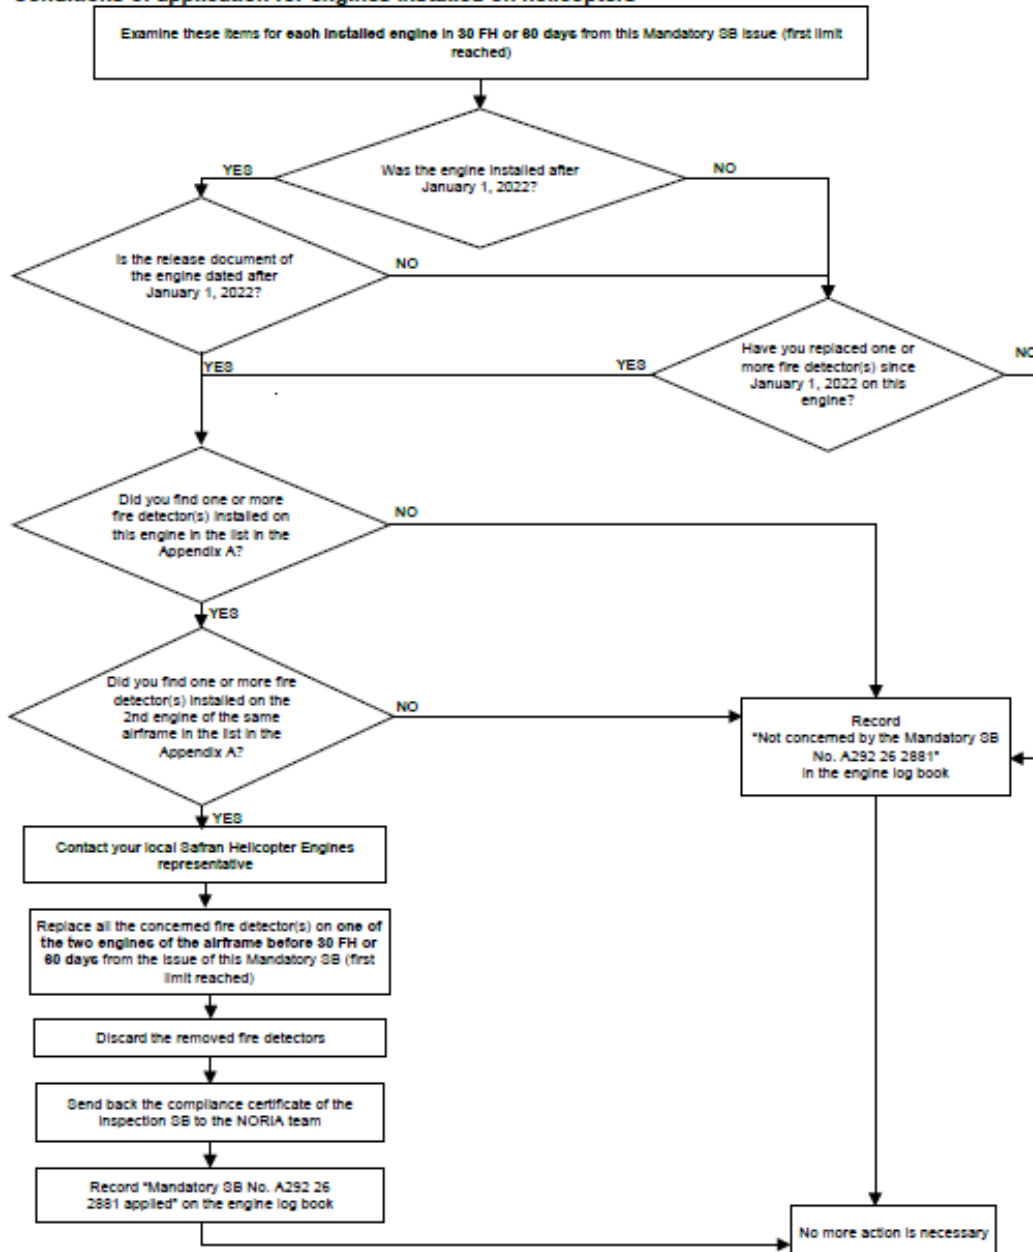 Conditions of application for engines installed on helicopters
Examine these items for each installed engine in 30 FH or 60 days from this Mandatory SB issue (first limit
reached)
Was the engine installed after
January 1, 2022?
YES
NO
Is the release document of
the engine dated after
January 1, 2022?
NO
YES
Have you replaced one or
more fire detector(s) since
January 1, 2022 on this
engine?
YES
NO
Did you find one or more
fire detector(s) installed on
this engine in the list in the
Appendix A?
NO
YES
Did you find one or more fire
detector(s) installed on the
2nd engine of the same
airframe in the list in the
Appendix A?
NO
YES
Record
"Not concerned by the Mandatory SB
No. A292 26 2881"
in the engine log book
Contact your local Safran Helicopter Engines
representative
Replace all the concerned fire detector(s) on one of
the two engines of the airframe before 30 FH or
60 days from the issue of this Mandatory SB (first
limit reached)
Discard the removed fire detectors
Send back the compliance certificate of the
inspection SB to the NORIA team
Record "Mandatory SB No. A292 26
2881 applied" on the engine log book
No more action is necessary